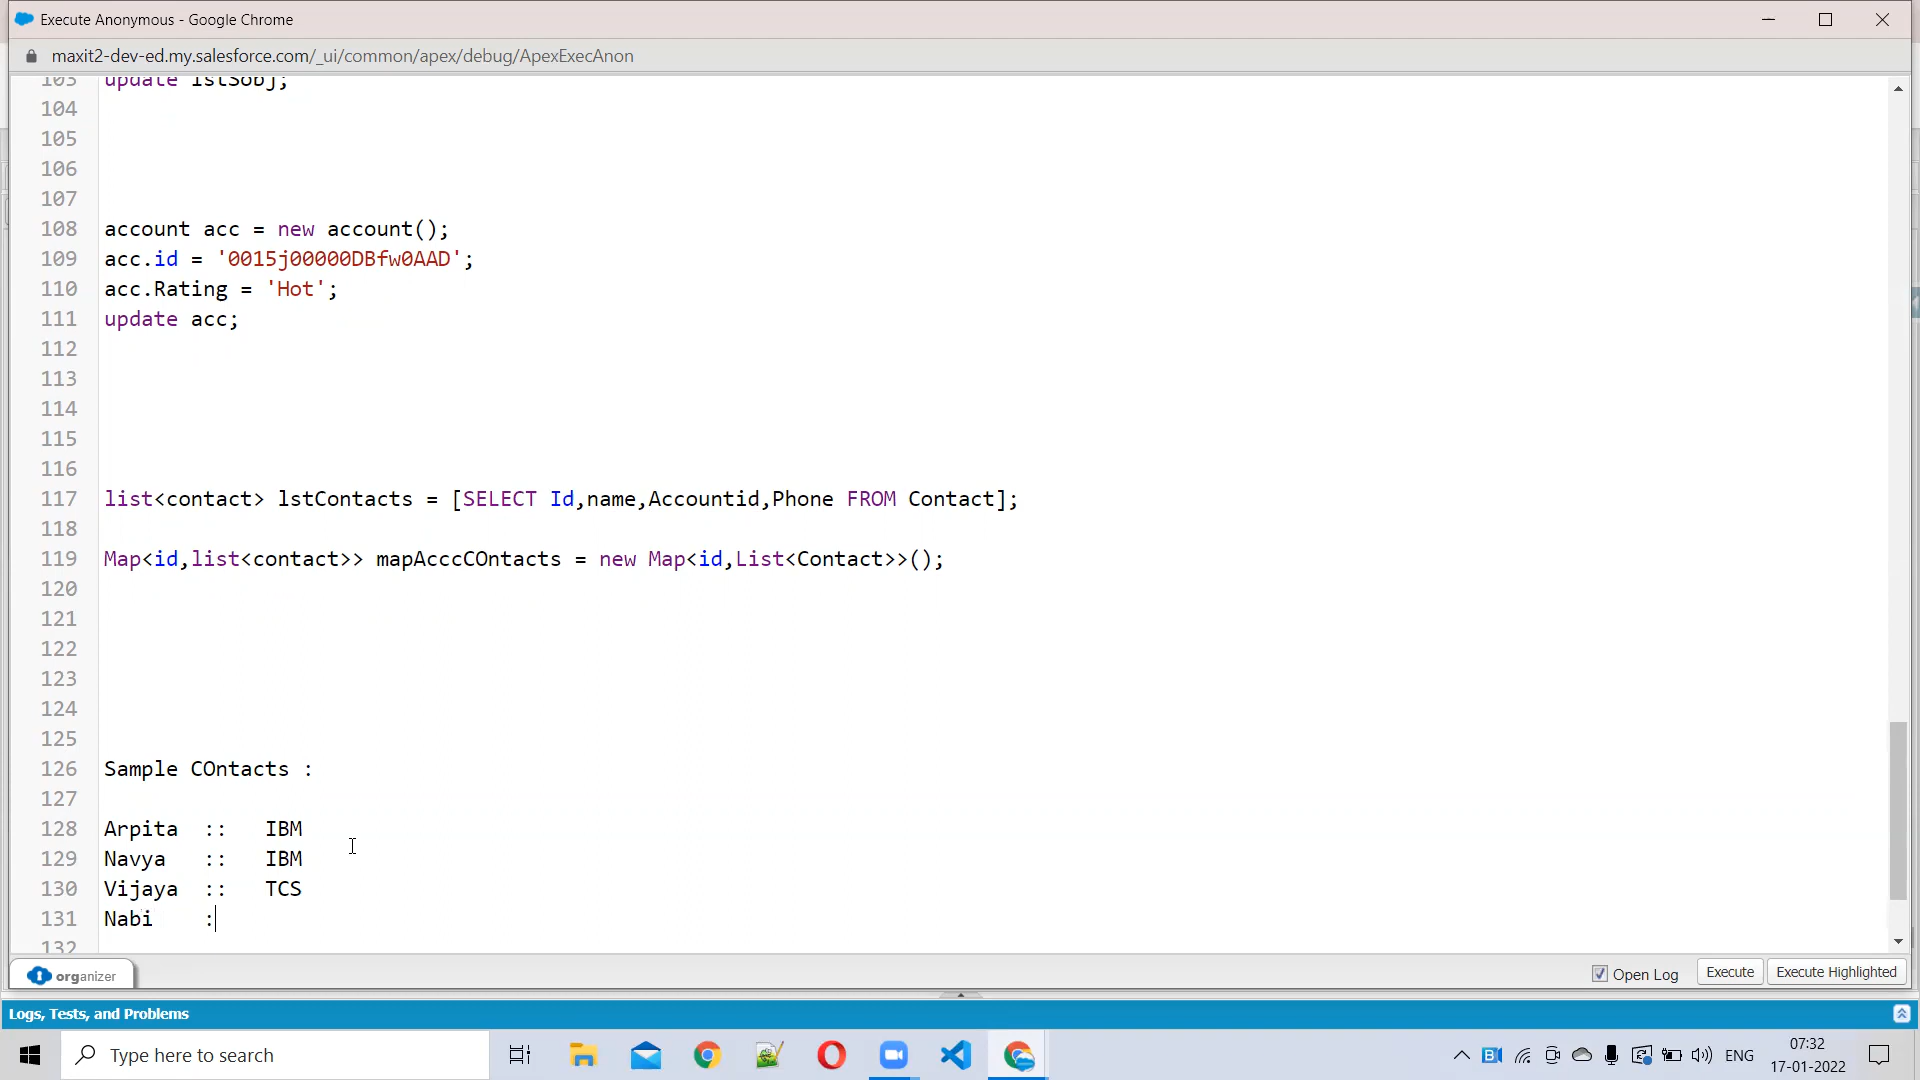 Execute Anonymous - Google Chrome
maxit2-dev-ed.my.salesforce.com/_ui/common/apex/debug/ApexExecAnon
103 update lstSobj;
104
105
106
107
108 account acc = new account();
109 acc.id = '0015j00000DBfw0AAD';
110 acc.Rating = 'Hot';
111 update acc;
112
113
114
115
116
117 list<contact> lstContacts = [SELECT Id,name,Accountid,Phone FROM Contact];
118
119 Map<id,list<contact>> mapAcccCOntacts = new Map<id,List<Contact>>();
120
121
122
123
124
125
126 Sample COntacts :
127
128 Arpita :: IBM
129 Navya :: IBM
130 Vijaya :: TCS
131 Nabi :
132
organizer
Open Log
Execute
Execute Highlighted
Logs, Tests, and Problems
Type here to search
ENG
07:32
17-01-2022